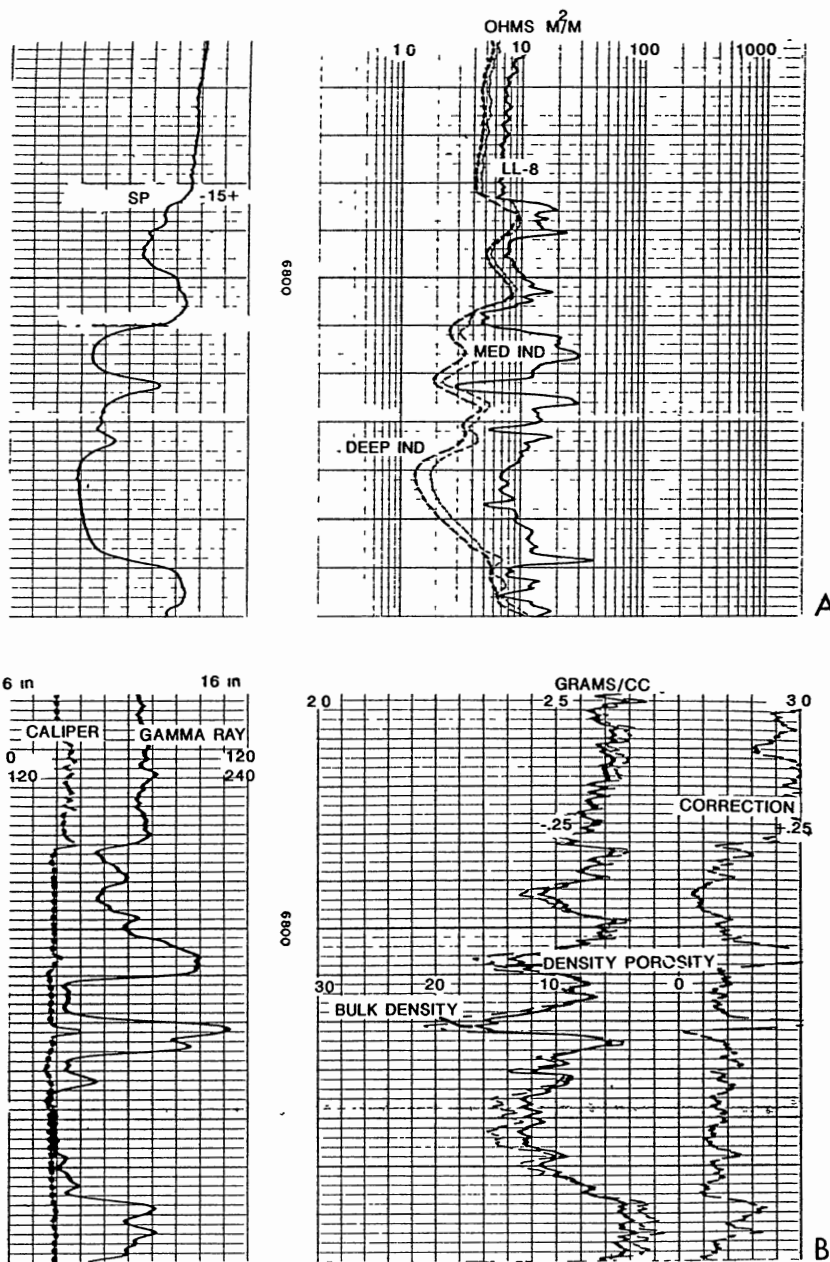 OHMS M²/M
1 0 10 100 1000
LL-8
SP -15+
6800
MED IND
DEEP IND
A
6 in 16 in
GRAMS/CC
2 0 2 5 3 0
CALIPER GAMMA RAY
0 120
120 240
CORRECTION
-.25 +.25
6800
DENSITY POROSITY
30 20 10 0
BULK DENSITY
B